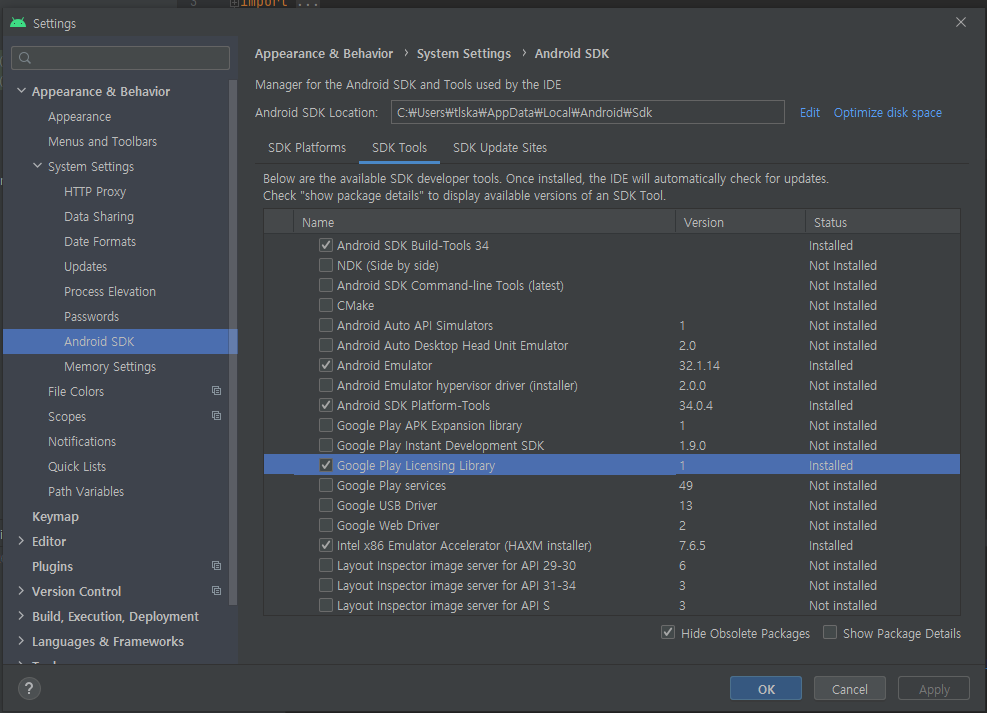 3 import ...
Settings
Appearance & Behavior
Appearance
Menus and Toolbars
System Settings
HTTP Proxy
Data Sharing
Date Formats
Updates
Process Elevation
Passwords
Android SDK
Memory Settings
File Colors
Scopes
Notifications
Quick Lists
Path Variables
Keymap
Editor
Plugins
Version Control
Build, Execution, Deployment
Languages & Frameworks
Appearance & Behavior › System Settings › Android SDK
Manager for the Android SDK and Tools used by the IDE
Android SDK Location: C:₩Users₩tlska₩AppData₩Local₩Android₩Sdk Edit Optimize disk space
SDK Platforms SDK Tools SDK Update Sites
Below are the available SDK developer tools. Once installed, the IDE will automatically check for updates.
Check "show package details" to display available versions of an SDK Tool.
Name Version Status
Android SDK Build-Tools 34 Installed
NDK (Side by side) Not Installed
Android SDK Command-line Tools (latest) Not Installed
CMake Not Installed
Android Auto API Simulators 1 Not installed
Android Auto Desktop Head Unit Emulator 2.0 Not installed
Android Emulator 32.1.14 Installed
Android Emulator hypervisor driver (installer) 2.0.0 Not installed
Android SDK Platform-Tools 34.0.4 Installed
Google Play APK Expansion library 1 Not installed
Google Play Instant Development SDK 1.9.0 Not installed
Google Play Licensing Library 1 Installed
Google Play services 49 Not installed
Google USB Driver 13 Not installed
Google Web Driver 2 Not installed
Intel x86 Emulator Accelerator (HAXM installer) 7.6.5 Installed
Layout Inspector image server for API 29-30 6 Not installed
Layout Inspector image server for API 31-34 3 Not installed
Layout Inspector image server for API S 3 Not installed
Hide Obsolete Packages Show Package Details
? OK Cancel Apply